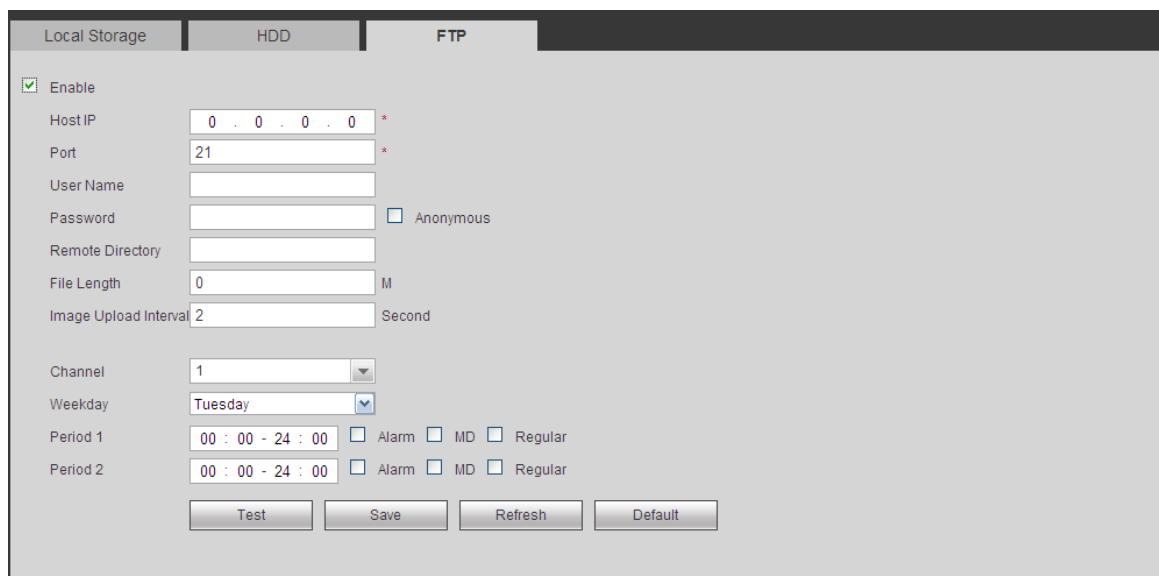 Local Storage HDD FTP
Enable
Host IP 0 . 0 . 0 . 0 *
Port 21 *
User Name
Password Anonymous
Remote Directory
File Length 0 M
Image Upload Interval 2 Second
Channel 1
Weekday Tuesday
Period 1 00 : 00 - 24 : 00 Alarm MD Regular
Period 2 00 : 00 - 24 : 00 Alarm MD Regular
Test Save Refresh Default